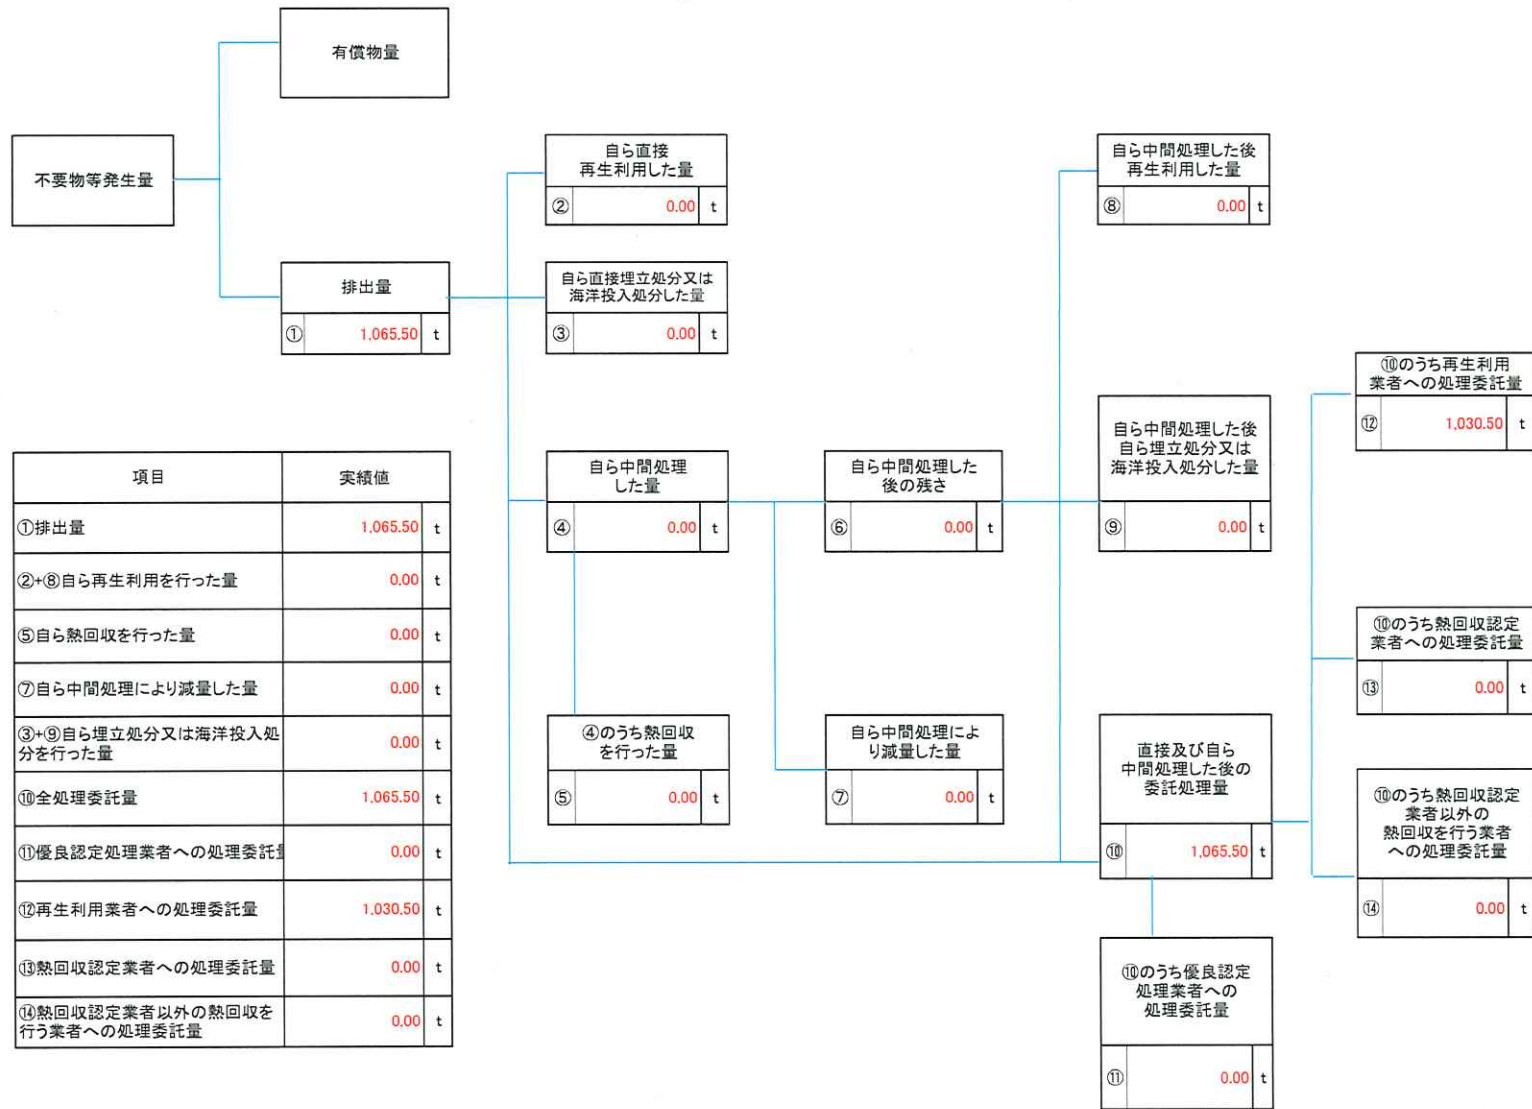 有償物量
不要物等発生量
自ら直接
再生利用した量
② 0.00 t
自ら中間処理した後
再生利用した量
⑧ 0.00 t
排出量
① 1,065.50 t
自ら直接埋立処分又は
海洋投入処分した量
③ 0.00 t
⑩のうち再生利用
業者への処理委託量
⑫ 1,030.50 t
自ら中間処理
した量
④ 0.00 t
自ら中間処理した
後の残さ
⑥ 0.00 t
自ら中間処理した後
自ら埋立処分又は
海洋投入処分した量
⑨ 0.00 t
⑩のうち熱回収認定
業者への処理委託量
⑬ 0.00 t
④のうち熱回収
を行った量
⑤ 0.00 t
自ら中間処理によ
り減量した量
⑦ 0.00 t
直接及び自ら
中間処理した後の
委託処理量
⑩ 1,065.50 t
⑩のうち熱回収認定
業者以外の
熱回収を行う業者
への処理委託量
⑭ 0.00 t
⑩のうち優良認定
処理業者への
処理委託量
⑪ 0.00 t
項目 実績値
①排出量 1,065.50 t
②+⑧自ら再生利用を行った量 0.00 t
⑤自ら熱回収を行った量 0.00 t
⑦自ら中間処理により減量した量 0.00 t
③+⑨自ら埋立処分又は海洋投入処
分を行った量 0.00 t
⑩全処理委託量 1,065.50 t
⑪優良認定処理業者への処理委託 0.00 t
⑫再生利用業者への処理委託量 1,030.50 t
⑬熱回収認定業者への処理委託量 0.00 t
⑭熱回収認定業者以外の熱回収を
行う業者への処理委託量 0.00 t